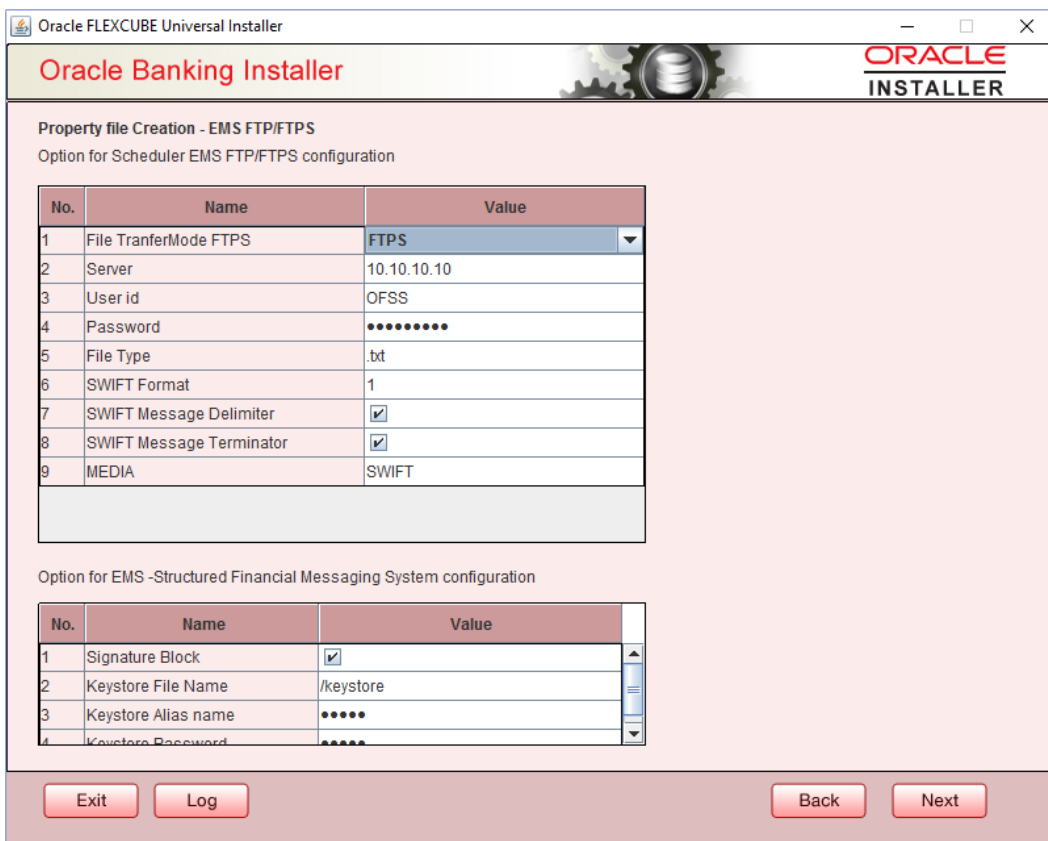 Oracle FLEXCUBE Universal Installer
Oracle Banking Installer
ORACLE
INSTALLER
Property file Creation - EMS FTP/FTPS
Option for Scheduler EMS FTP/FTPS configuration
No. Name Value
1 File TranferMode FTPS FTPS
2 Server 10.10.10.10
3 User id OFSS
4 Password •••••••••
5 File Type .txt
6 SWIFT Format 1
7 SWIFT Message Delimiter
8 SWIFT Message Terminator
9 MEDIA SWIFT
Option for EMS -Structured Financial Messaging System configuration
No. Name Value
1 Signature Block
2 Keystore File Name /keystore
3 Keystore Alias name •••••
4 Keystore Password •••••
Exit Log Back Next